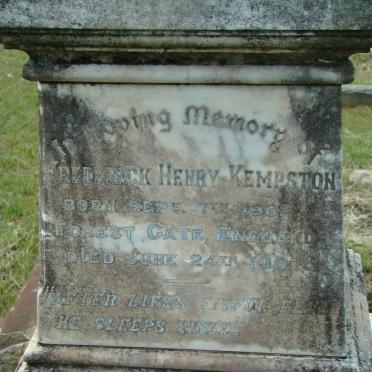 In Loving Memory of
Frederick Henry Kempston
Born Sept. 7th
Forest Gate, England
Died June 24th
"After life's fitful fever
he sleeps well."